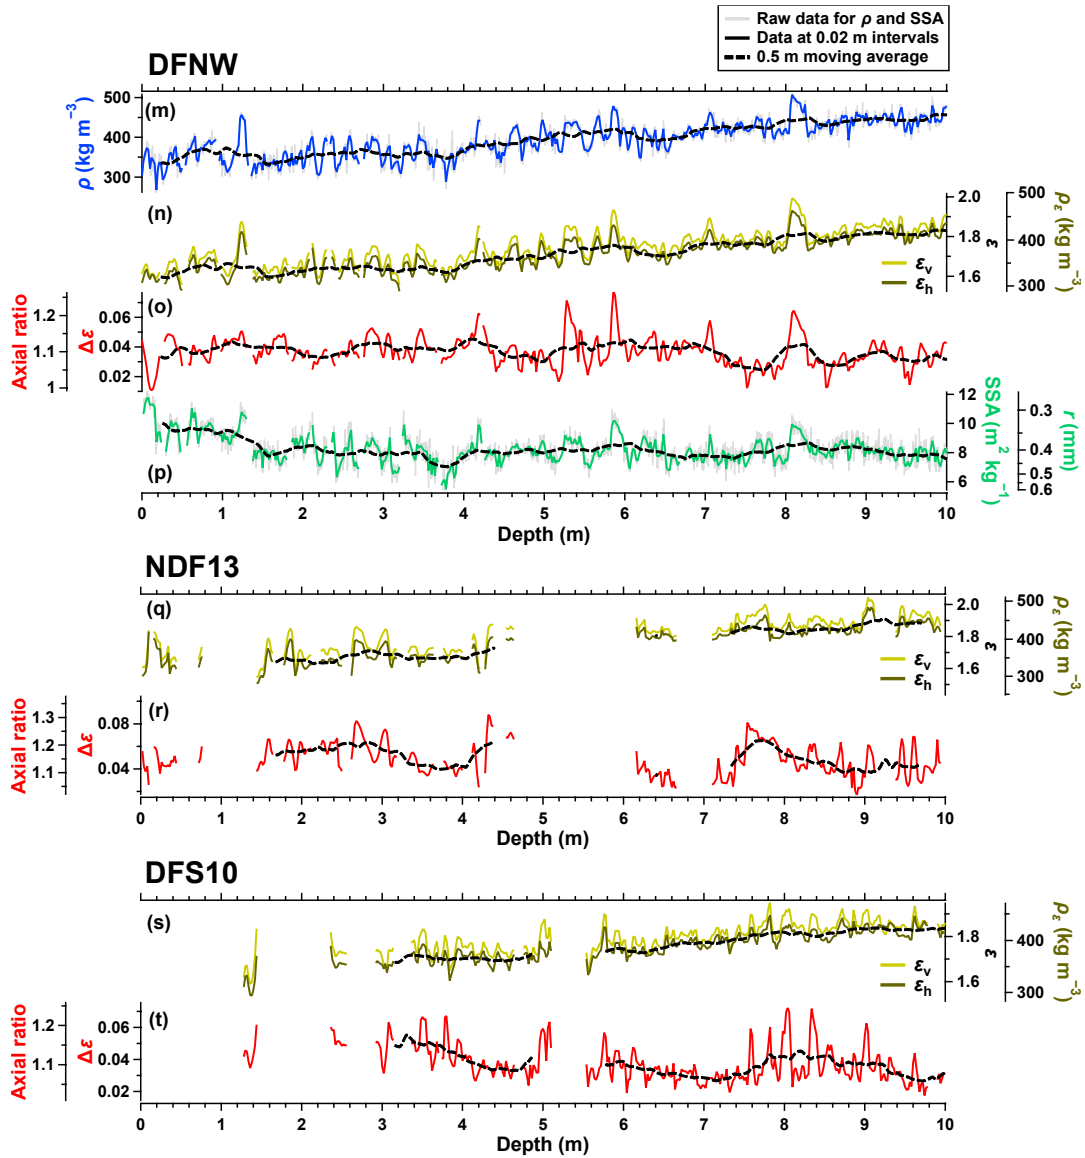 Raw data for ρ and SSA
Data at 0.02 m intervals
0.5 m moving average
DFNW
(m)
500
400
300
ρ (kg m⁻³)
(n)
2.0
1.8
1.6
ε
500
400
300
ρε (kg m⁻³)
εv
εh
(o)
1.2
1.1
1
Axial ratio
0.06
0.04
0.02
Δε
(p)
12
10
8
6
SSA (m² kg⁻¹)
0.3
0.4
0.5
0.6
r (mm)
0 1 2 3 4 5 6 7 8 9 10
Depth (m)
NDF13
(q)
2.0
1.8
1.6
ε
500
400
300
ρε (kg m⁻³)
εv
εh
(r)
1.3
1.2
1.1
Axial ratio
0.08
0.04
Δε
0 1 2 3 4 5 6 7 8 9 10
Depth (m)
DFS10
(s)
1.8
1.6
ε
400
300
ρε (kg m⁻³)
εv
εh
(t)
1.2
1.1
Axial ratio
0.06
0.04
0.02
Δε
0 1 2 3 4 5 6 7 8 9 10
Depth (m)